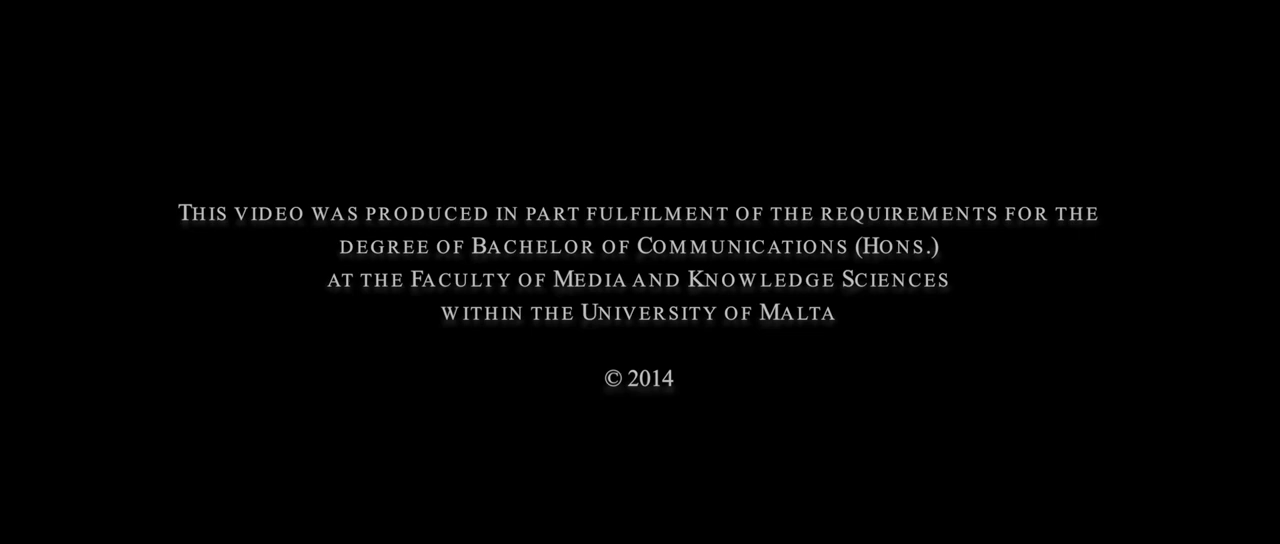 This video was produced in part fulfilment of the requirements for the
degree of Bachelor of Communications (Hons.)
at the Faculty of Media and Knowledge Sciences
within the University of Malta
© 2014